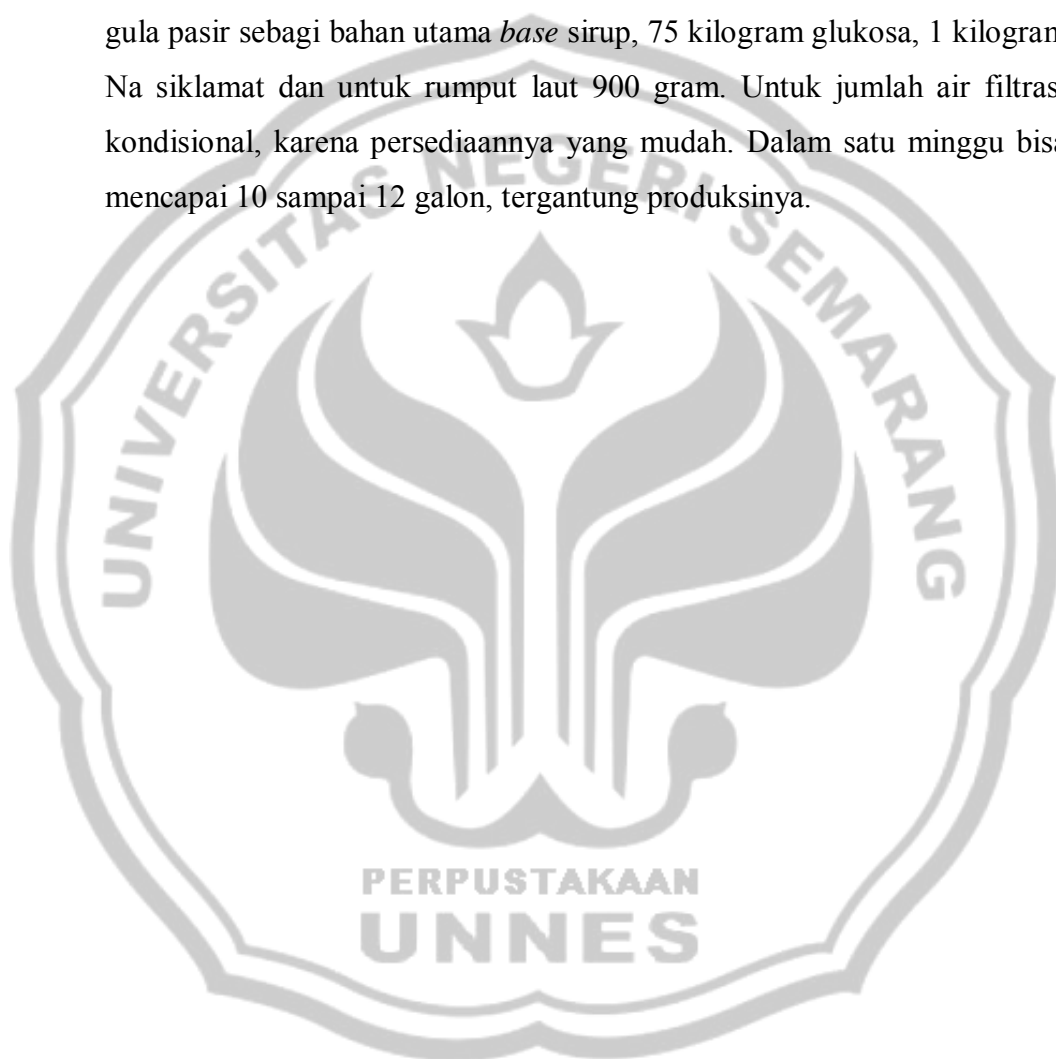 gula pasir sebagi bahan utama base sirup, 75 kilogram glukosa, 1 kilogram
Na siklamat dan untuk rumput laut 900 gram. Untuk jumlah air filtras
kondisional, karena persediaannya yang mudah. Dalam satu minggu bisa
mencapai 10 sampai 12 galon, tergantung produksinya.
UNIVERSITAS NEGERI SEMARANG
PERPUSTAKAAN
UNNES